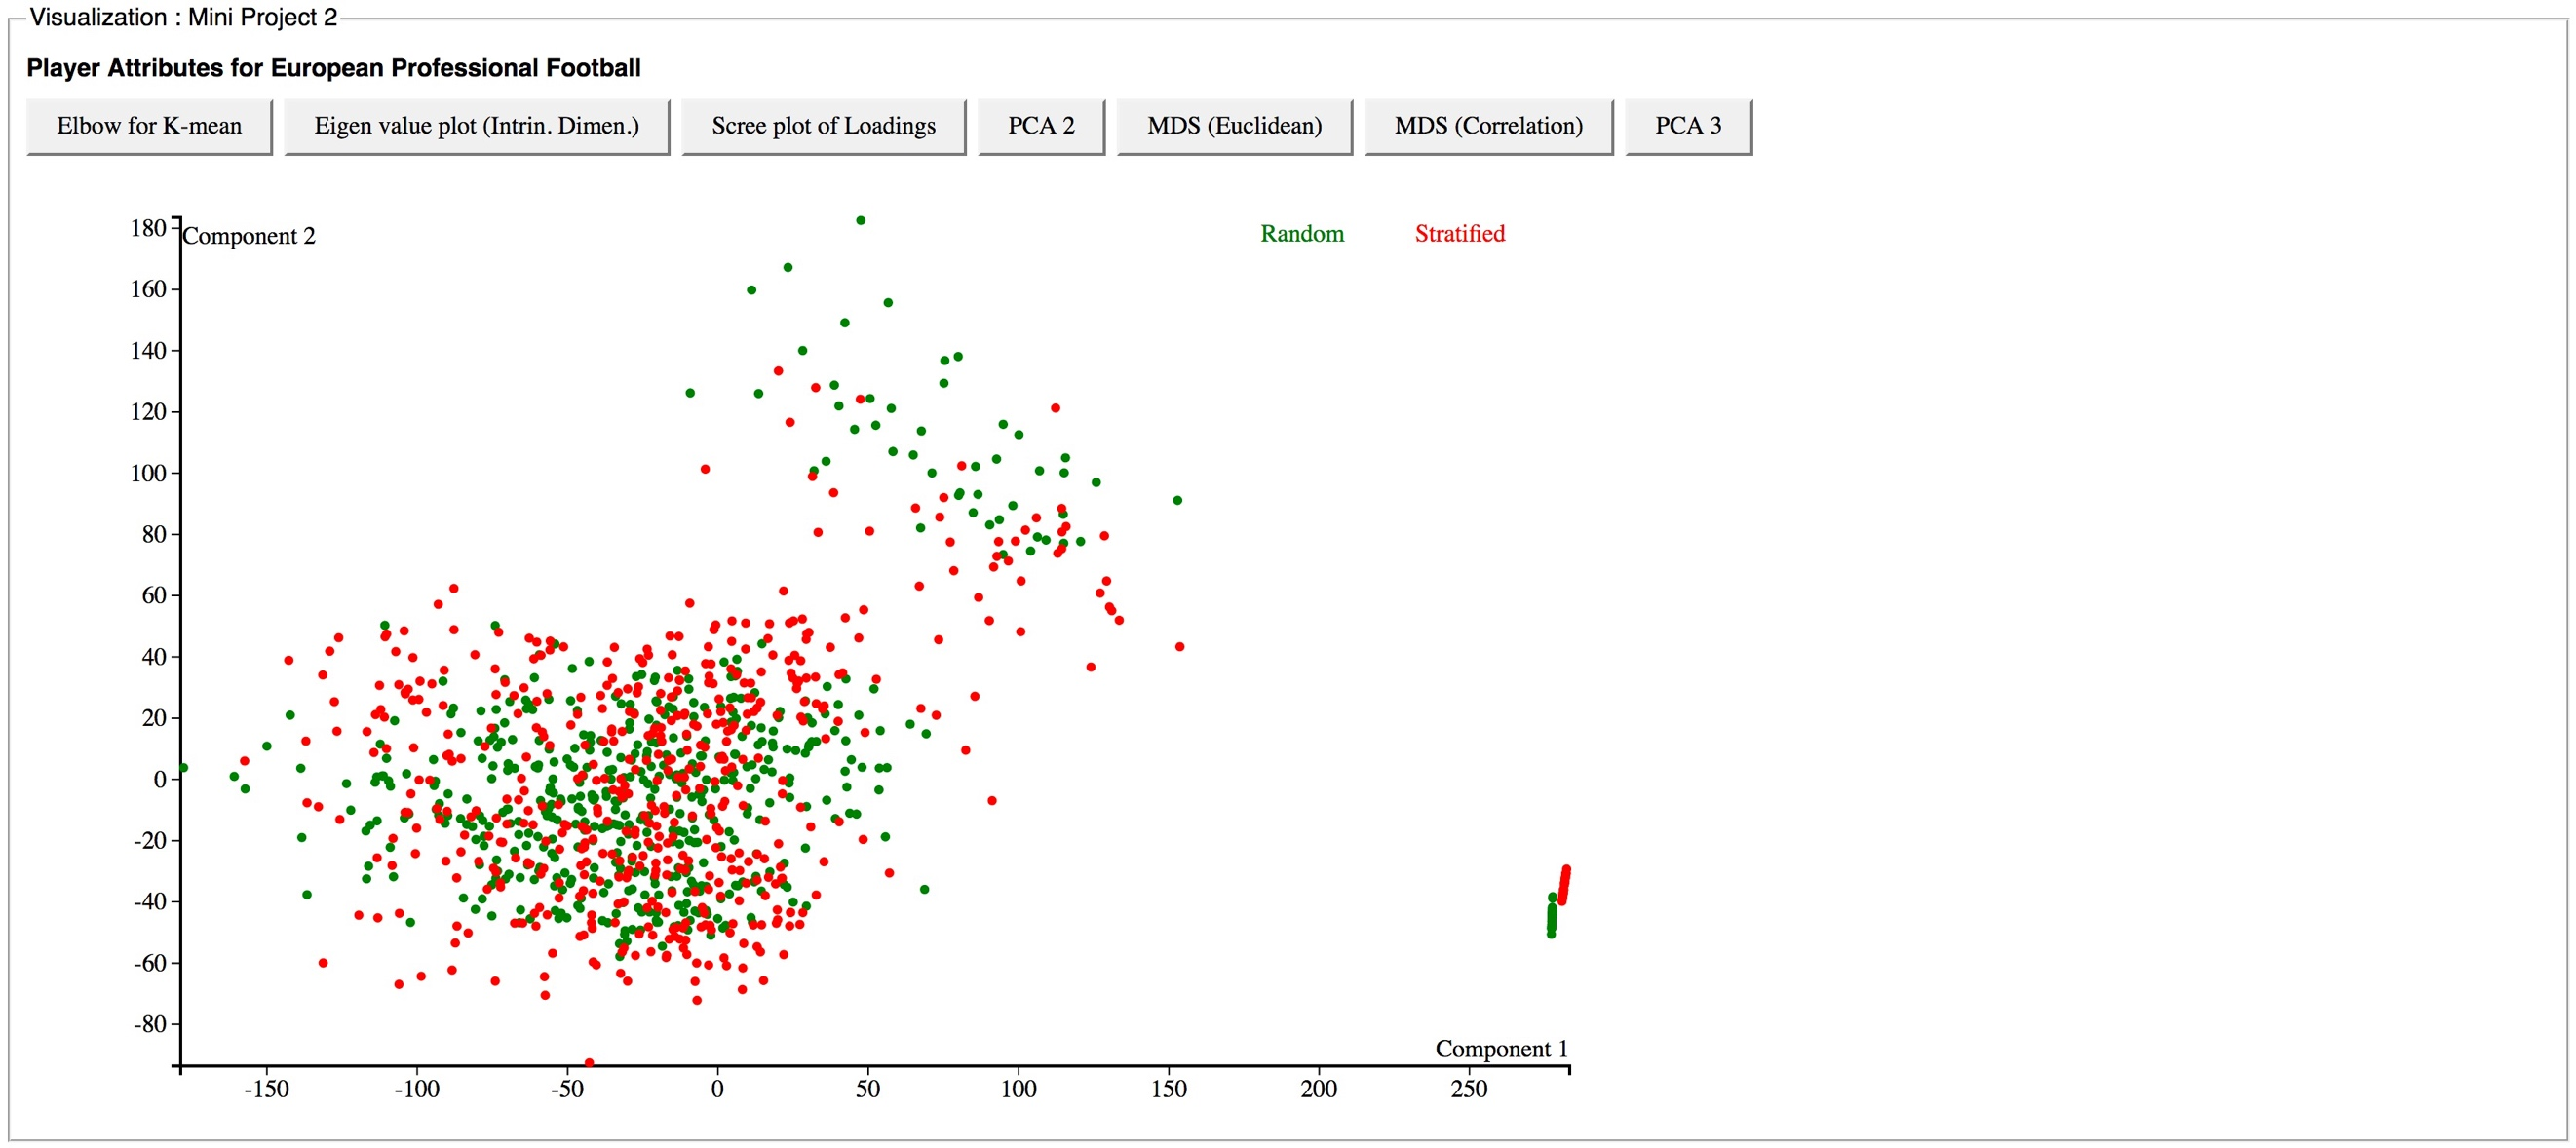 Visualization : Mini Project 2
Player Attributes for European Professional Football
Elbow for K-mean Eigen value plot (Intrin. Dimen.) Scree plot of Loadings PCA 2 MDS (Euclidean) MDS (Correlation) PCA 3
Component 2 Random Stratified
180
160
140
120
100
80
60
40
20
0
-20
-40
-60
-80
Component 1
-150 -100 -50 0 50 100 150 200 250